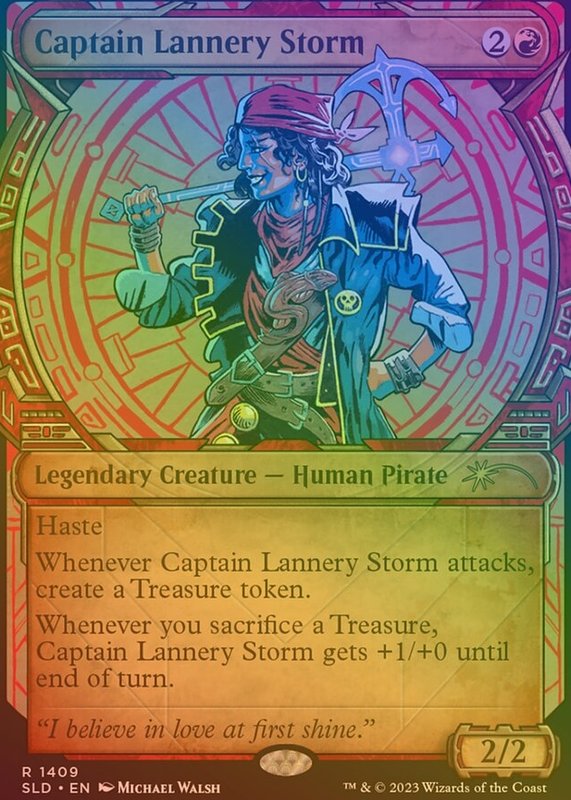 Captain Lannery Storm 2
Legendary Creature — Human Pirate
Haste
Whenever Captain Lannery Storm attacks,
create a Treasure token.
Whenever you sacrifice a Treasure,
Captain Lannery Storm gets +1/+0 until
end of turn.
“I believe in love at first shine.”
2/2
R 1409
SLD • EN Michael Walsh
™ & © 2023 Wizards of the Coast